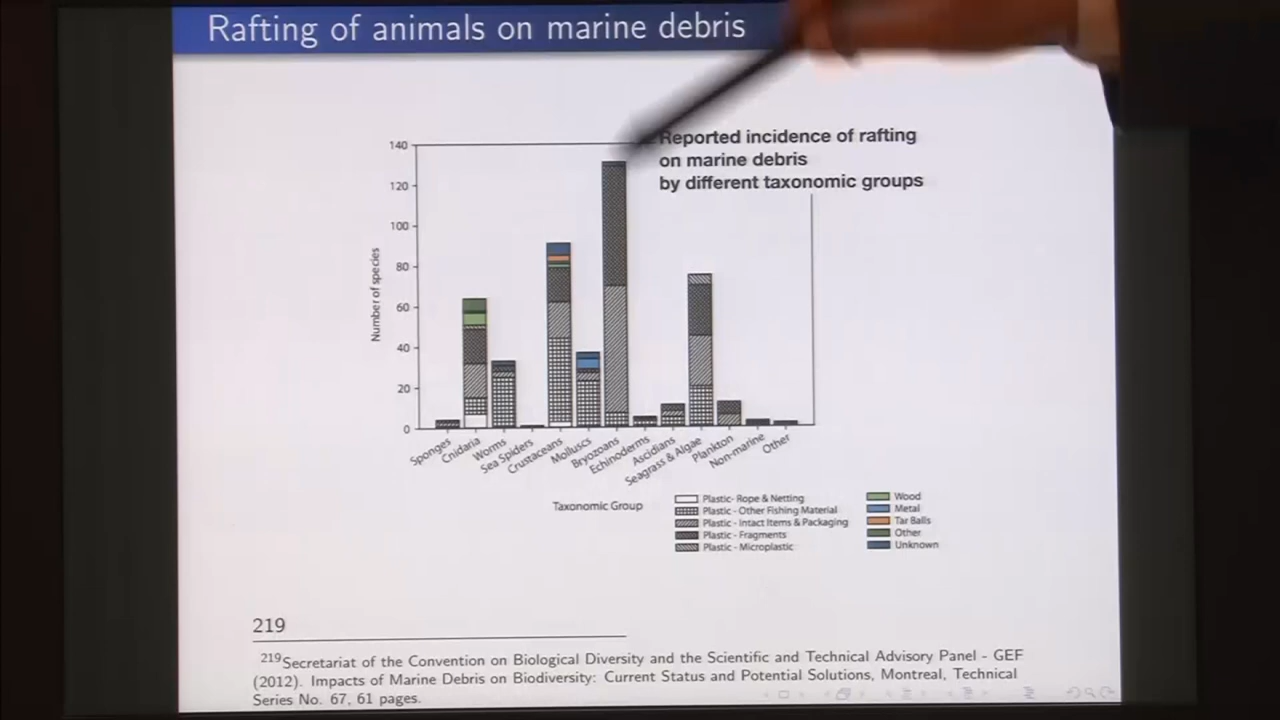 Rafting of animals on marine debris
Reported incidence of rafting
on marine debris
by different taxonomic groups
140
120
100
80
60
40
20
0
Number of species
Sponges
Cnidaria
Worms
Sea Spiders
Crustaceans
Molluscs
Bryozoans
Echinoderms
Ascidians
Seagrass & Algae
Plankton
Non-marine
Other
Taxonomic Group
Plastic- Rope & Netting
Plastic - Other Fishing Material
Plastic - Intact Items & Packaging
Plastic - Fragments
Plastic - Microplastic
Wood
Metal
Tar Balls
Other
Unknown
219
219Secretariat of the Convention on Biological Diversity and the Scientific and Technical Advisory Panel - GEF
(2012). Impacts of Marine Debris on Biodiversity: Current Status and Potential Solutions, Montreal, Technical
Series No. 67, 61 pages.